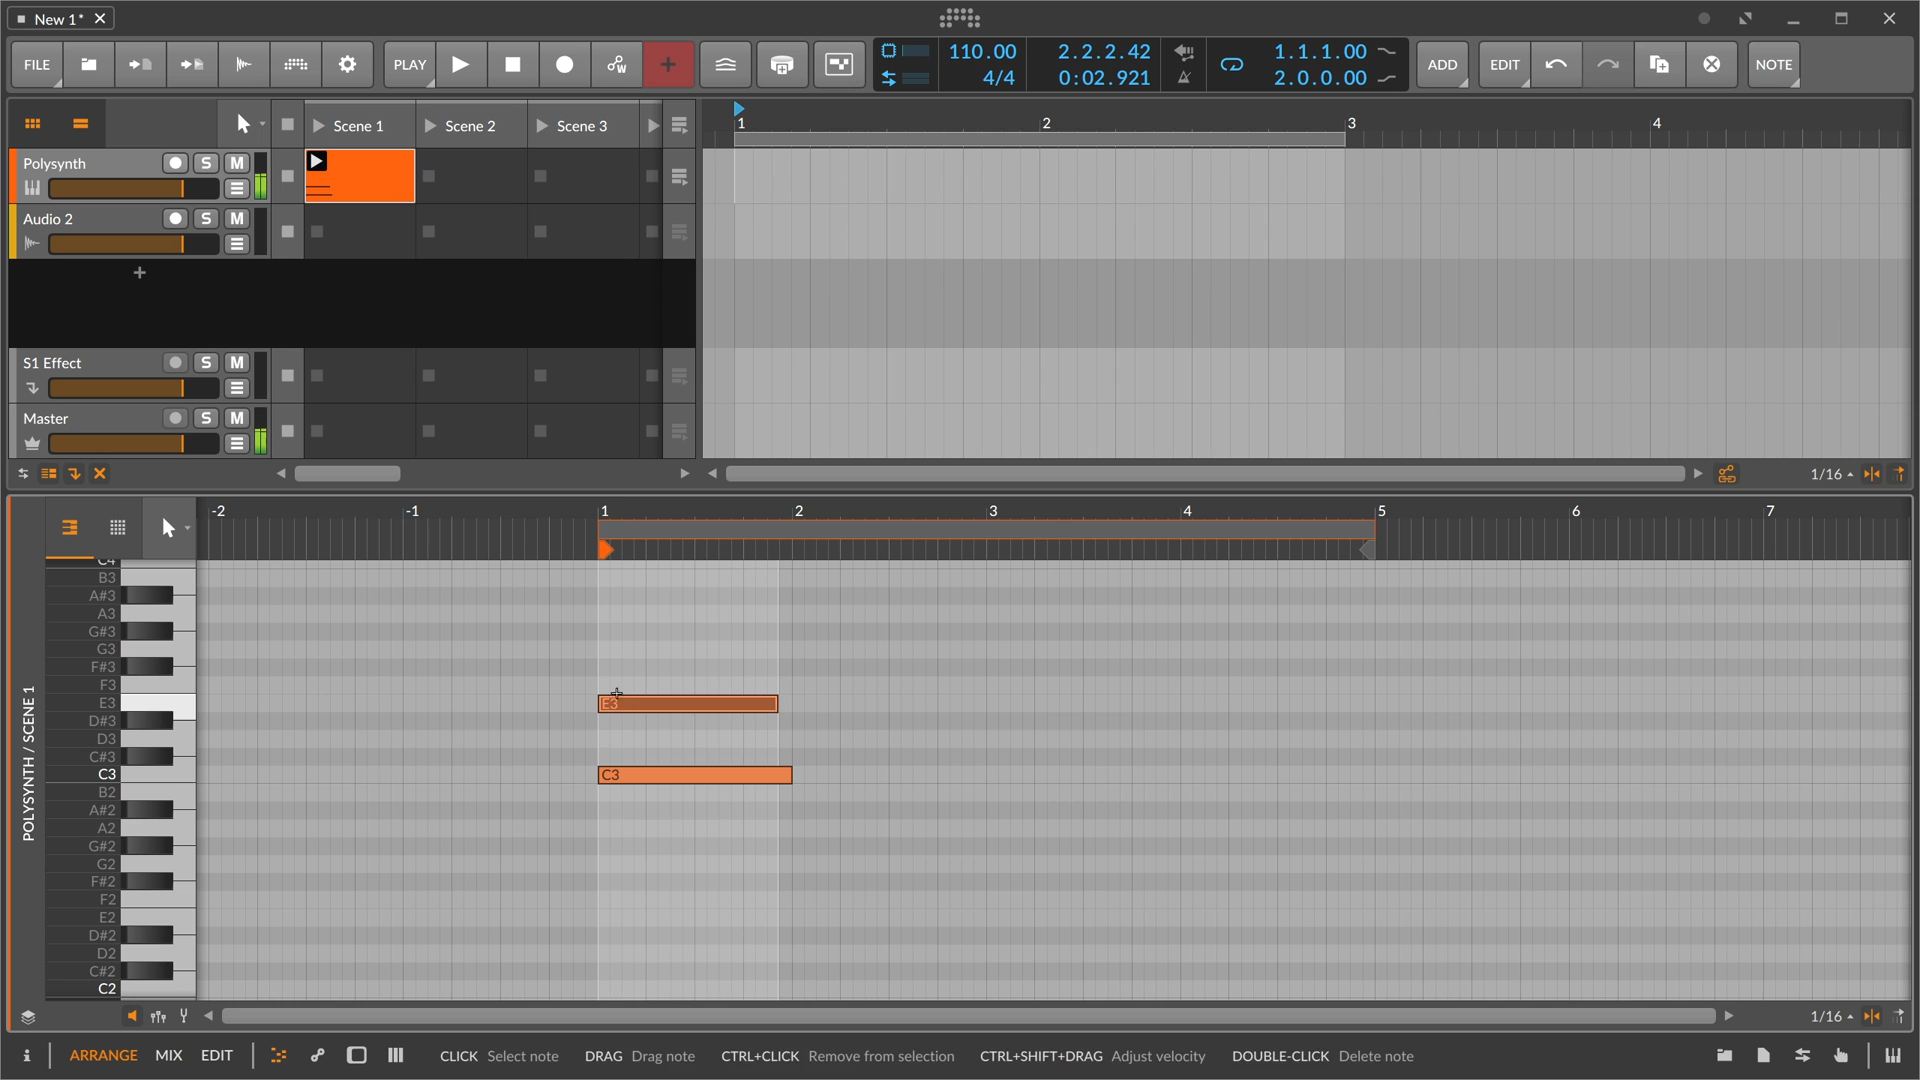 New 1*
FILE PLAY 110.00 4/4 2.2.2.42 0:02.921 1.1.1.00 2.0.0.00 ADD EDIT NOTE
Scene 1 Scene 2 Scene 3 1 2 3 4
Polysynth S M
Audio 2 S M
S1 Effect S M
Master S M
1/16
-2 -1 1 2 3 4 5 6 7
C4
B3
A#3
A3
G#3
G3
F#3
F3
E3 E3
D#3
D3
C#3
C3 C3
B2
A#2
A2
G#2
G2
F#2
F2
E2
D#2
D2
C#2
C2
POLYSYNTH / SCENE 1
1/16
i ARRANGE MIX EDIT CLICK Select note DRAG Drag note CTRL+CLICK Remove from selection CTRL+SHIFT+DRAG Adjust velocity DOUBLE-CLICK Delete note